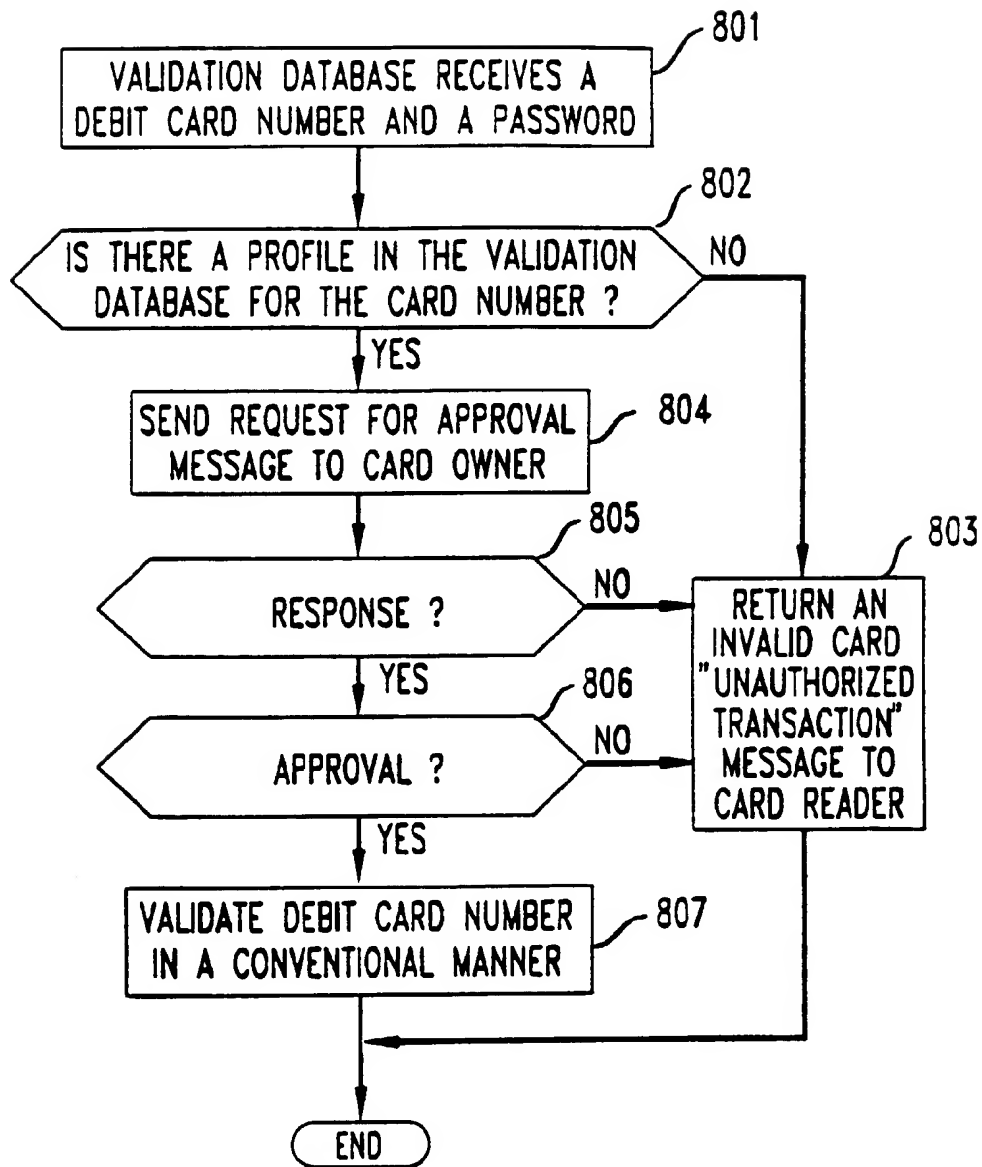 801
VALIDATION DATABASE RECEIVES A
DEBIT CARD NUMBER AND A PASSWORD
802
IS THERE A PROFILE IN THE VALIDATION
DATABASE FOR THE CARD NUMBER ?
NO
YES
SEND REQUEST FOR APPROVAL
MESSAGE TO CARD OWNER
804
805
RESPONSE ?
NO
YES
803
RETURN AN
INVALID CARD
"UNAUTHORIZED
TRANSACTION"
MESSAGE TO
CARD READER
806
APPROVAL ?
NO
YES
VALIDATE DEBIT CARD NUMBER
IN A CONVENTIONAL MANNER
807
END